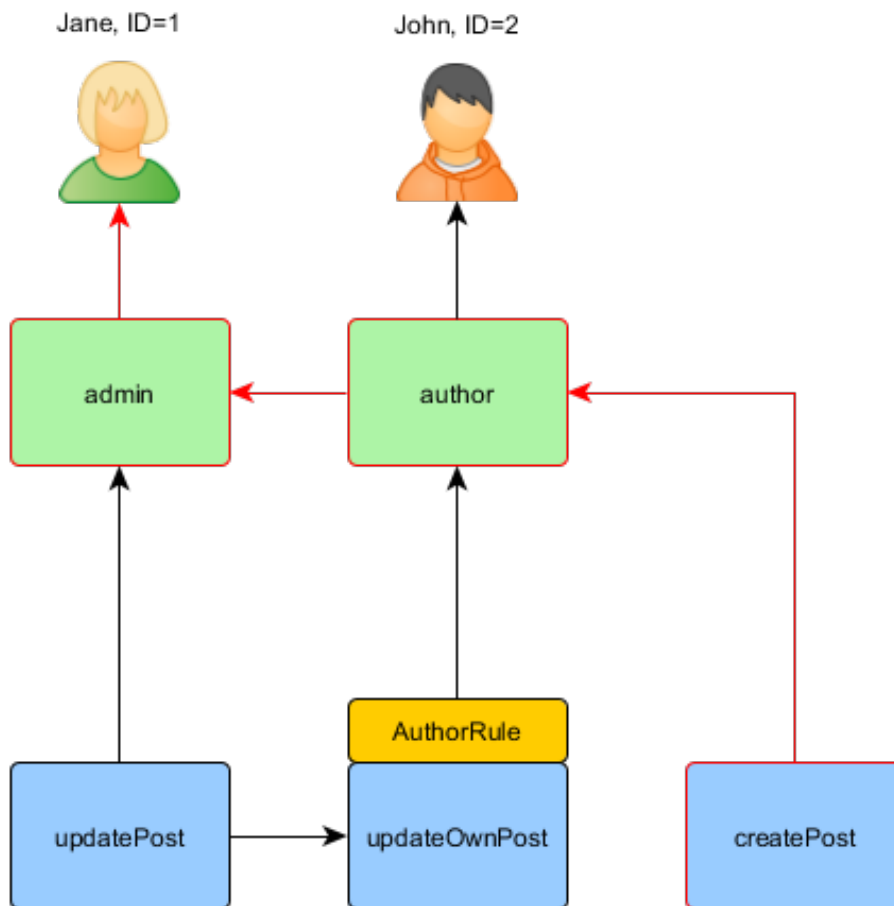 Jane, ID=1
John, ID=2
admin
author
AuthorRule
updatePost
updateOwnPost
createPost